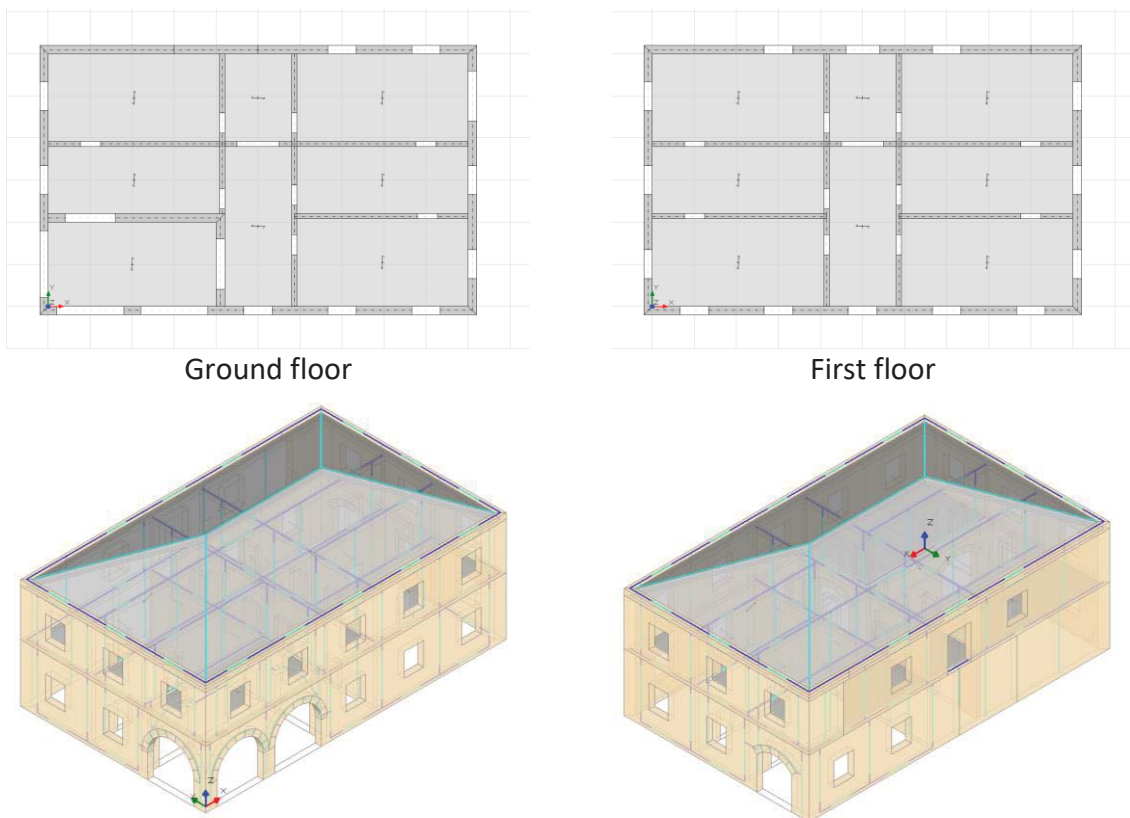 Y
Z X
Y
Z X
Ground floor
First floor
Z
X Y
Z
Y X